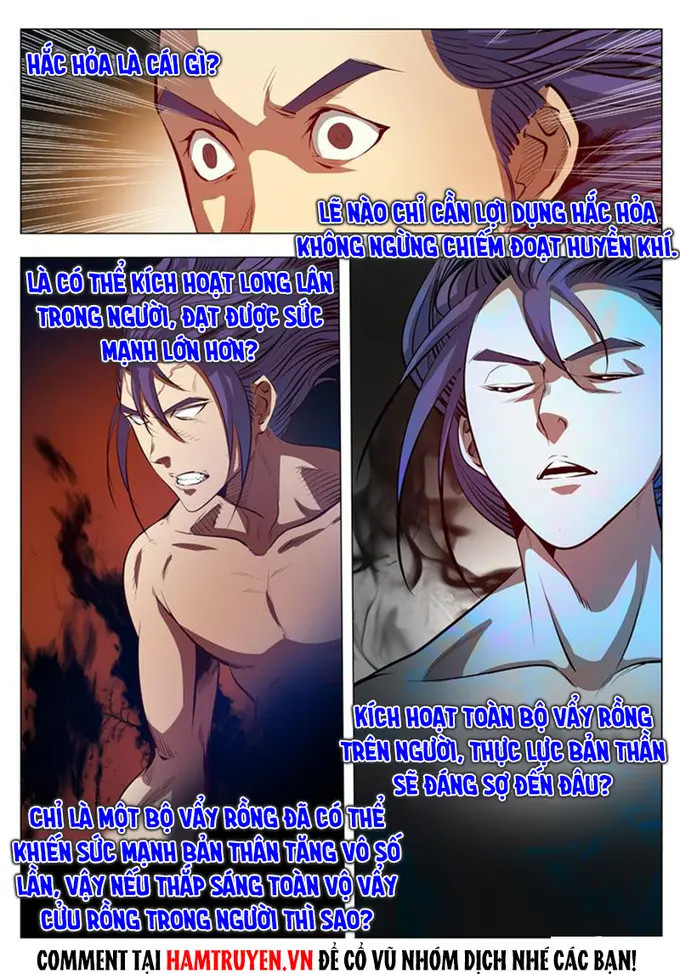 HẮC HỎA LÀ CÁI GÌ?
LẼ NÀO CHỈ CẦN LỢI DỤNG HẮC HỎA
KHÔNG NGỪNG CHIẾM ĐOẠT HUYỀN KHÍ.
LÀ CÓ THỂ KÍCH HOẠT LONG LÂN
TRONG NGƯỜI, ĐẠT ĐƯỢC SỨC
MẠNH LỚN HƠN?
KÍCH HOẠT TOÀN BỘ VẨY RỒNG
TRÊN NGƯỜI, THỰC LỰC BẢN THÂN
SẼ ĐÁNG SỢ ĐẾN ĐÂU?
CHỈ LÀ MỘT BỘ VẨY RỒNG ĐÃ CÓ THỂ
KHIẾN SỨC MẠNH BẢN THÂN TĂNG VÔ SỐ
LẦN, VẬY NẾU THẮP SÁNG TOÀN VỘ VẨY
CỬU RỒNG TRONG NGƯỜI THÌ SAO?
COMMENT TẠI HAMTRUYEN.VN ĐỂ CỔ VŨ NHÓM DỊCH NHÉ CÁC BẠN!